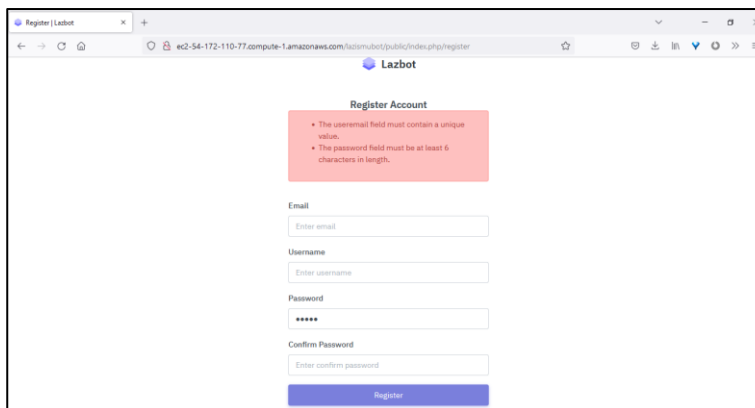 Register | Lazbot
ec2-54-172-110-77.compute-1.amazonaws.com/lazismubot/public/index.php/register
Lazbot
Register Account
• The useremail field must contain a unique
value.
• The password field must be at least 6
characters in length.
Email
Enter email
Username
Enter username
Password
•••••
Confirm Password
Enter confirm password
Register